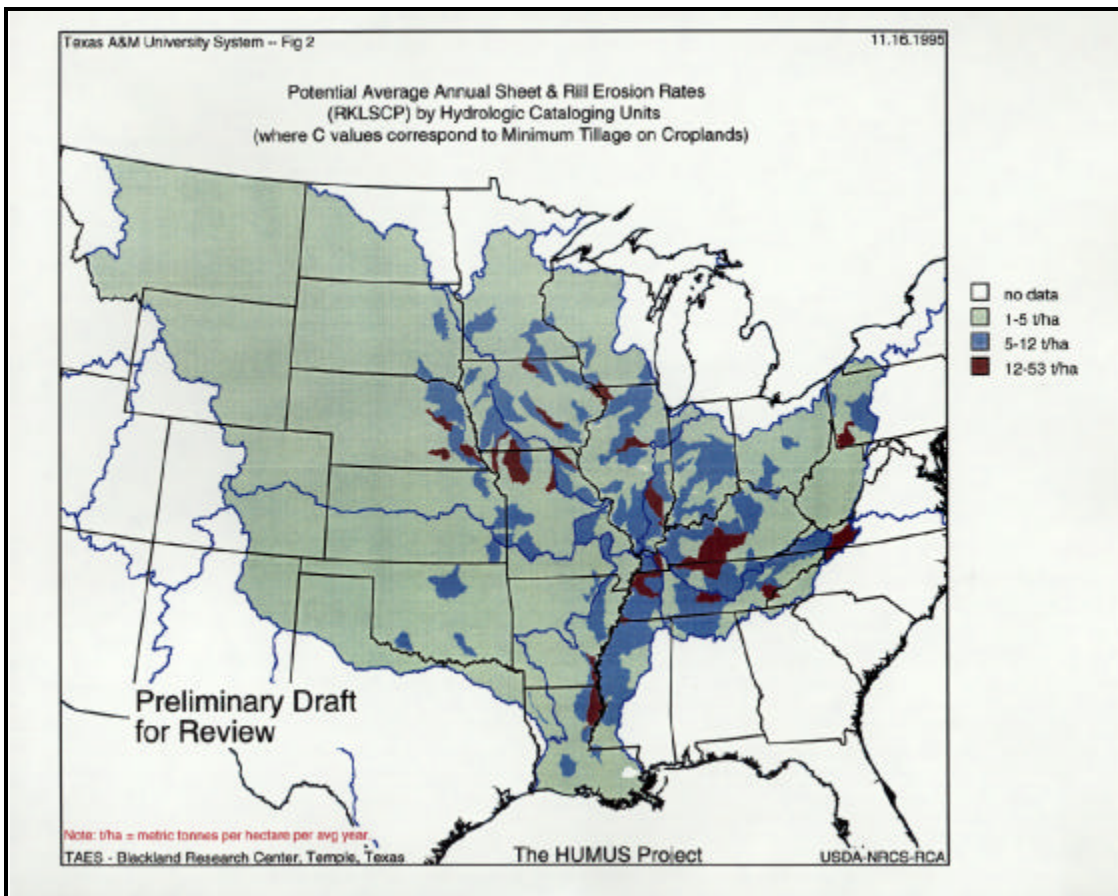 Texas A&M University System -- Fig 2
11.16.1995
Potential Average Annual Sheet & Rill Erosion Rates
(RKLSCP) by Hydrologic Cataloging Units
(where C values correspond to Minimum Tillage on Croplands)
no data
1-5 t/ha
5-12 t/ha
12-53 t/ha
Preliminary Draft
for Review
Note: t/ha = metric tonnes per hectare per avg year.
TAES - Blackland Research Center, Temple, Texas
The HUMUS Project
USDA-NRCS-RCA